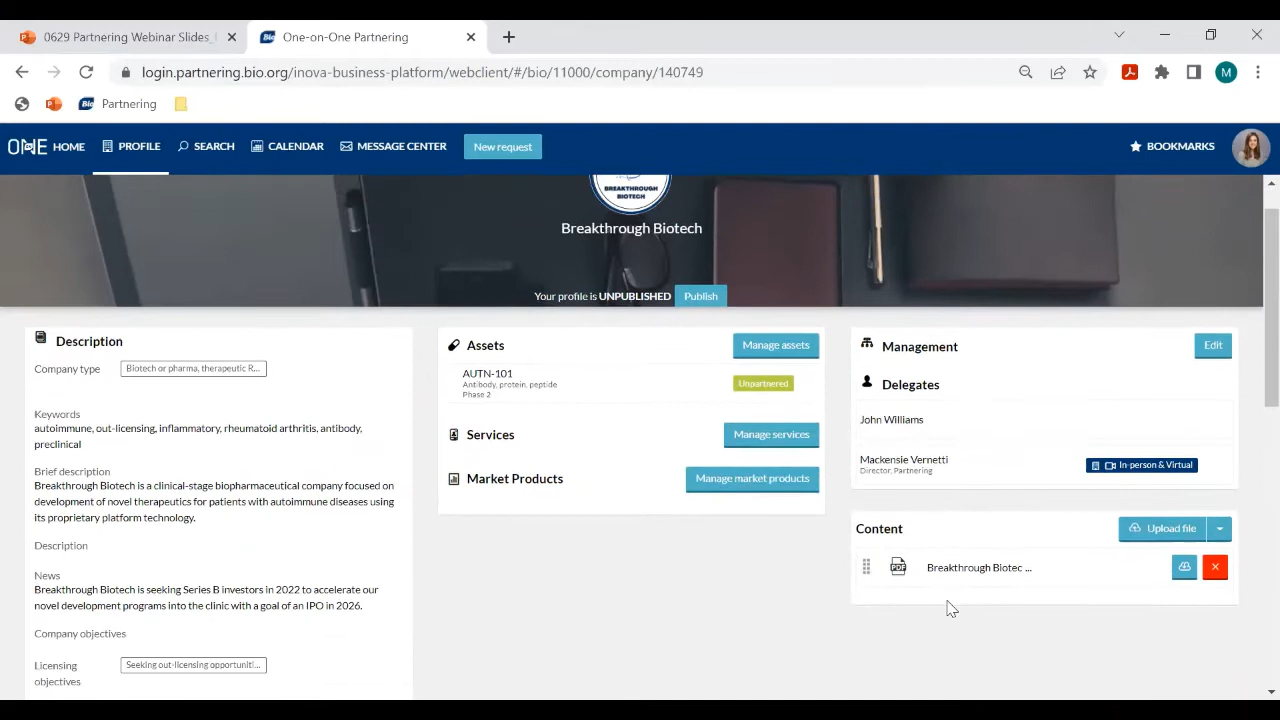 0629 Partnering Webinar Slides_
One-on-One Partnering
login.partnering.bio.org/inova-business-platform/webclient/#/bio/11000/company/140749
M
Bio Partnering
ONE HOME PROFILE SEARCH CALENDAR MESSAGE CENTER New request BOOKMARKS
BREAKTHROUGH
BIOTECH
Breakthrough Biotech
Your profile is UNPUBLISHED Publish
Description
Company type Biotech or pharma, therapeutic R...
Keywords
autoimmune, out-licensing, inflammatory, rheumatoid arthritis, antibody,
preclinical
Brief description
Breakthrough Biotech is a clinical-stage biopharmaceutical company focused on
development of novel therapeutics for patients with autoimmune diseases using
its proprietary platform technology.
Description
News
Breakthrough Biotech is seeking Series B investors in 2022 to accelerate our
novel development programs into the clinic with a goal of an IPO in 2026.
Company objectives
Licensing
objectives
Seeking out-licensing opportuniti...
Assets Manage assets
AUTN-101
Antibody, protein, peptide
Phase 2
Unpartnered
Services Manage services
Market Products Manage market products
Management Edit
Delegates
John Williams
Mackensie Vernetti
Director, Partnering
In-person & Virtual
Content Upload file
PDF Breakthrough Biotec ...